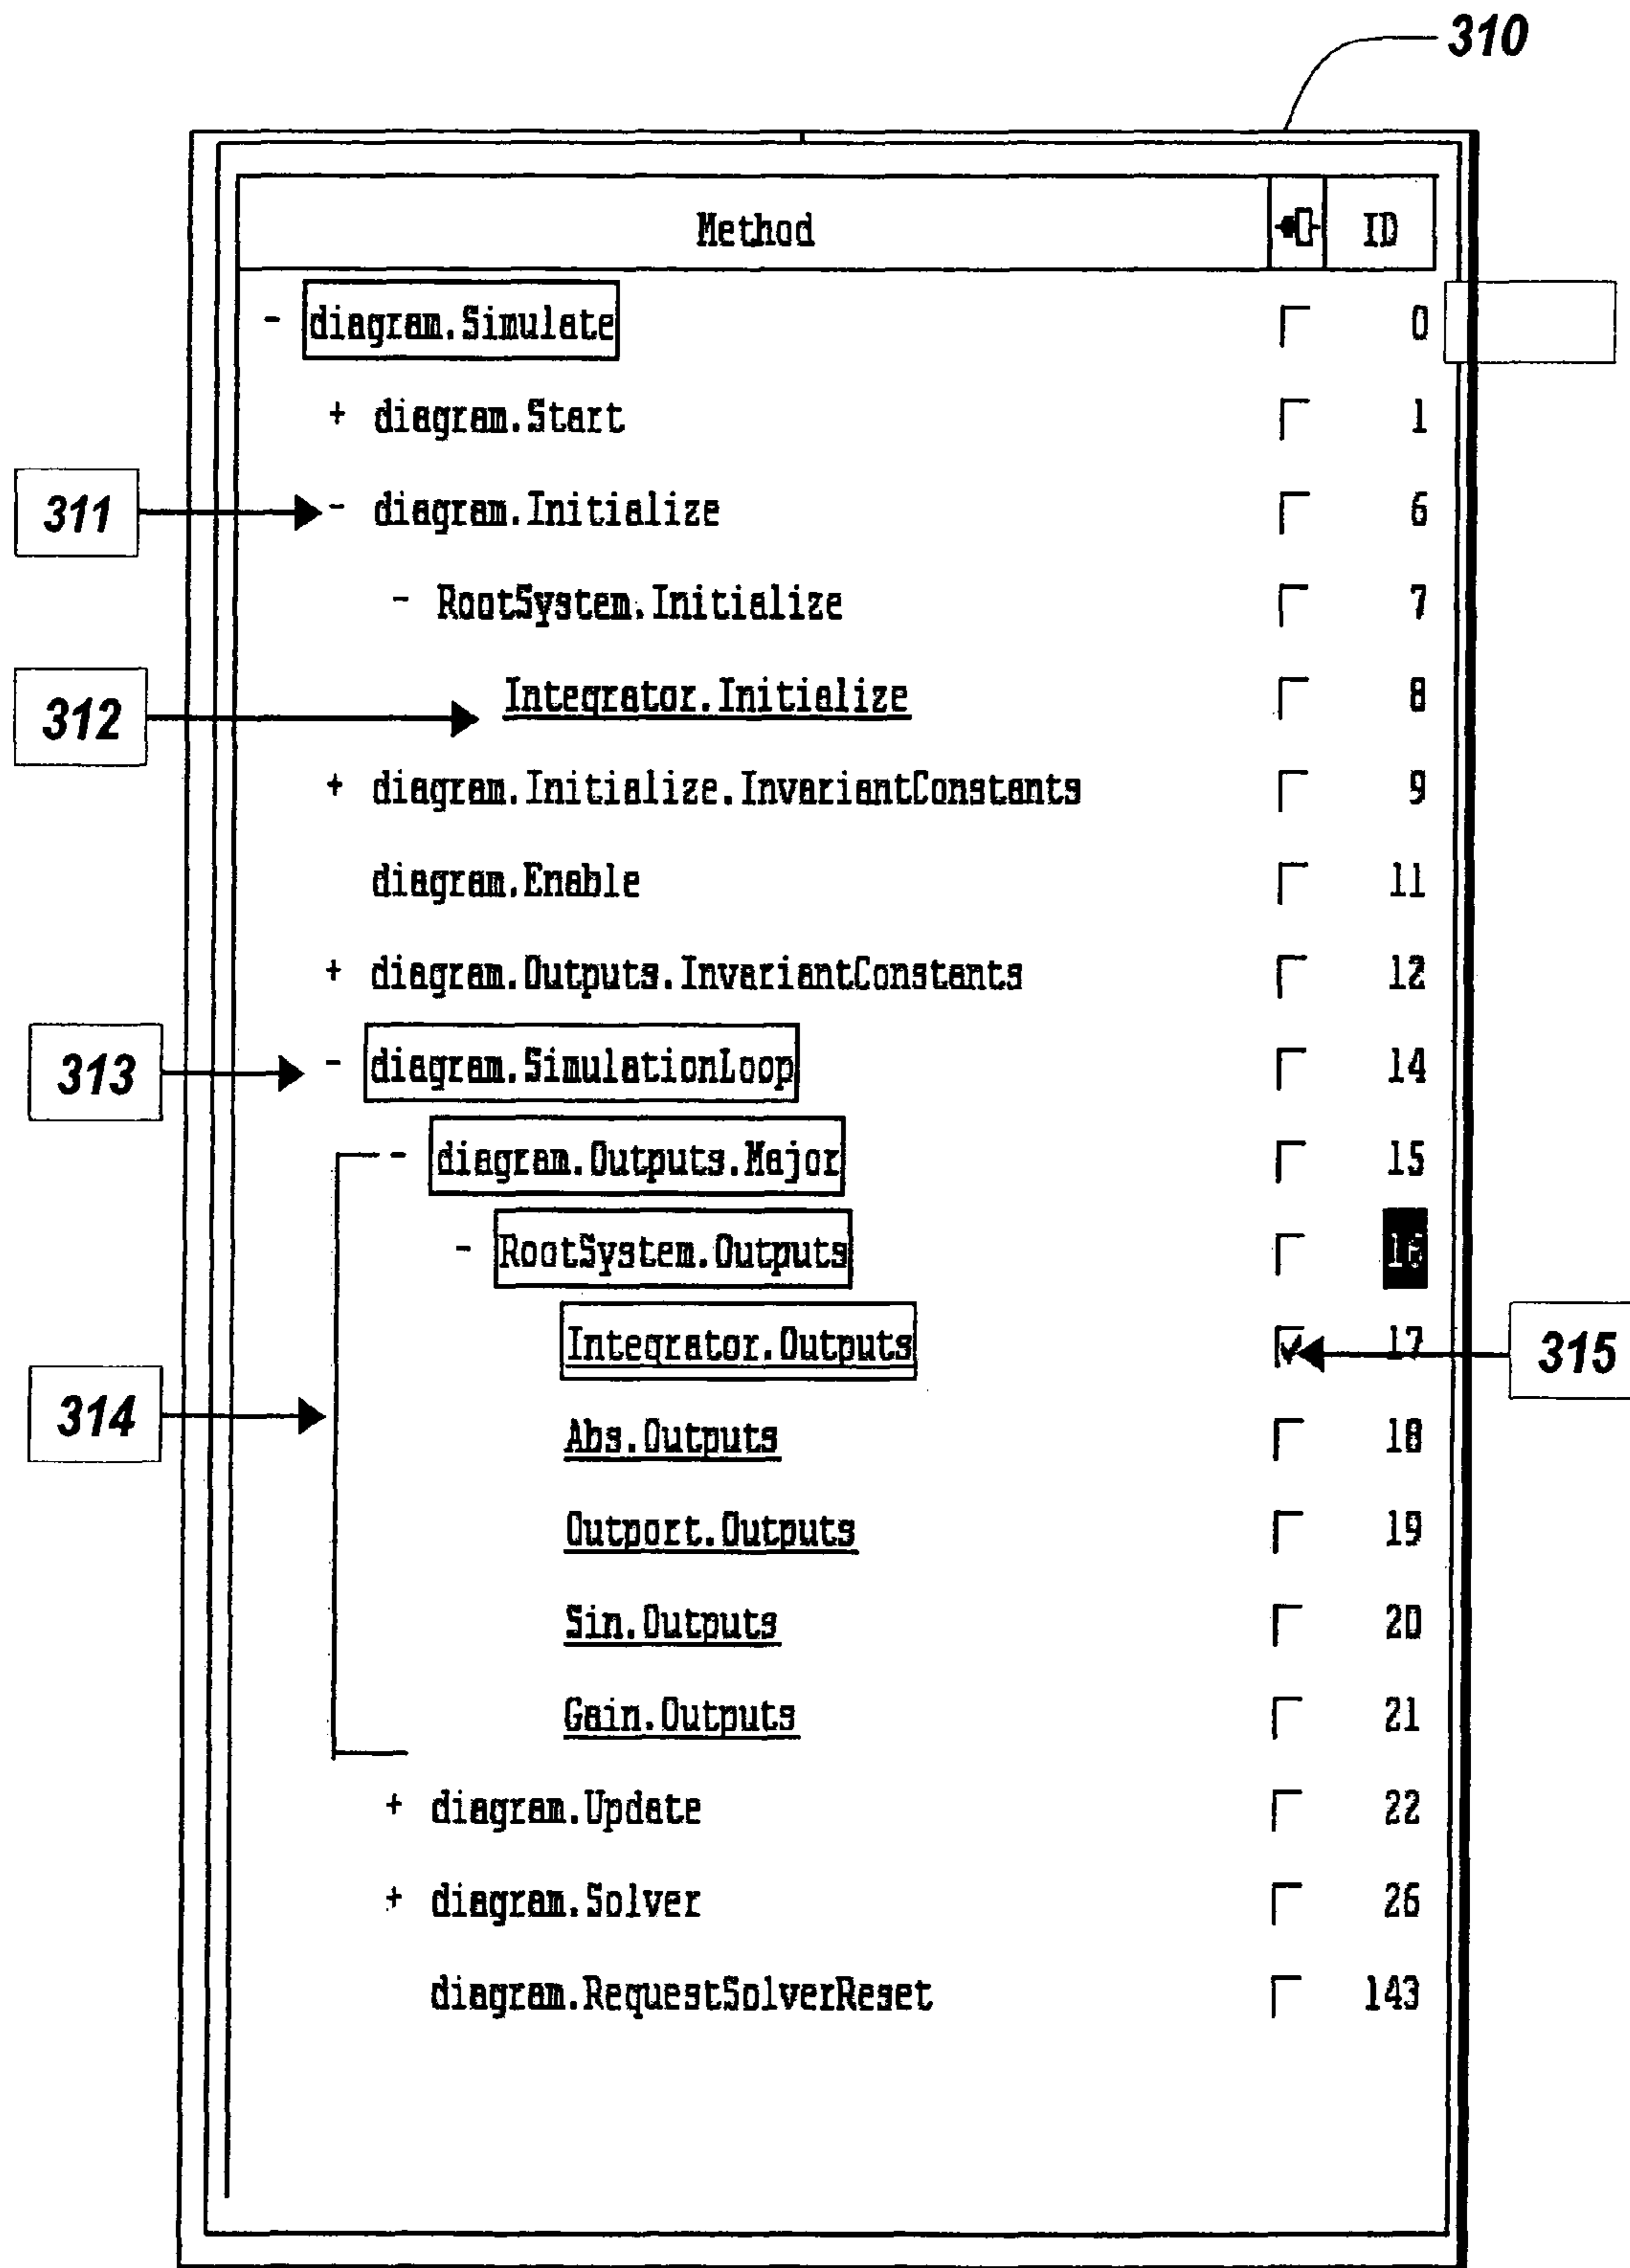 310
Method ID
- diagram.Simulate 0
+ diagram.Start 1
311 - diagram.Initialize 6
- RootSystem.Initialize 7
312 Integrator.Initialize 8
+ diagram.Initialize.InvariantConstants 9
diagram.Enable 11
+ diagram.Outputs.InvariantConstants 12
313 - diagram.SimulationLoop 14
- diagram.Outputs.Major 15
- RootSystem.Outputs 16
Integrator.Outputs 17 315
314 Abs.Outputs 18
Outport.Outputs 19
Sin.Outputs 20
Gain.Outputs 21
+ diagram.Update 22
+ diagram.Solver 26
diagram.RequestSolverReset 143